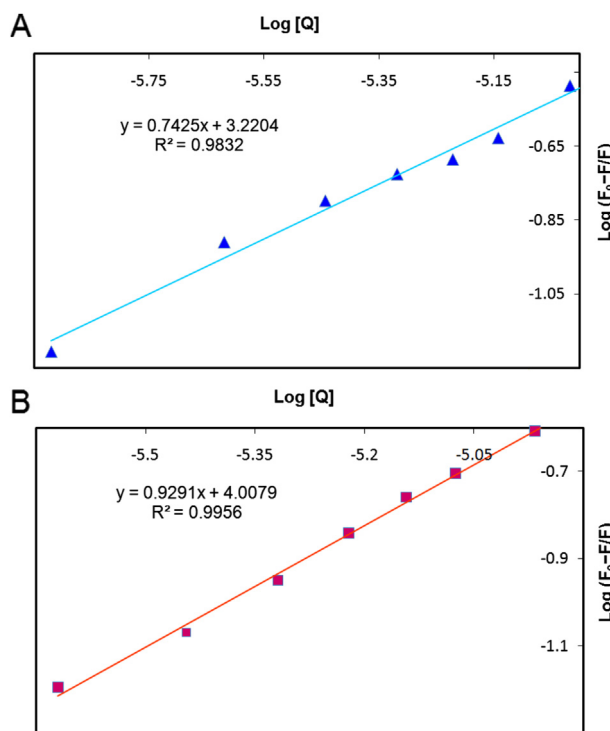 A
Log [Q]
-5.75 -5.55 -5.35 -5.15
y = 0.7425x + 3.2204
R² = 0.9832
-0.65
-0.85
-1.05
Log (F₀−F/F)
B
Log [Q]
-5.5 -5.35 -5.2 -5.05
y = 0.9291x + 4.0079
R² = 0.9956
-0.7
-0.9
-1.1
Log (F₀−F/F)